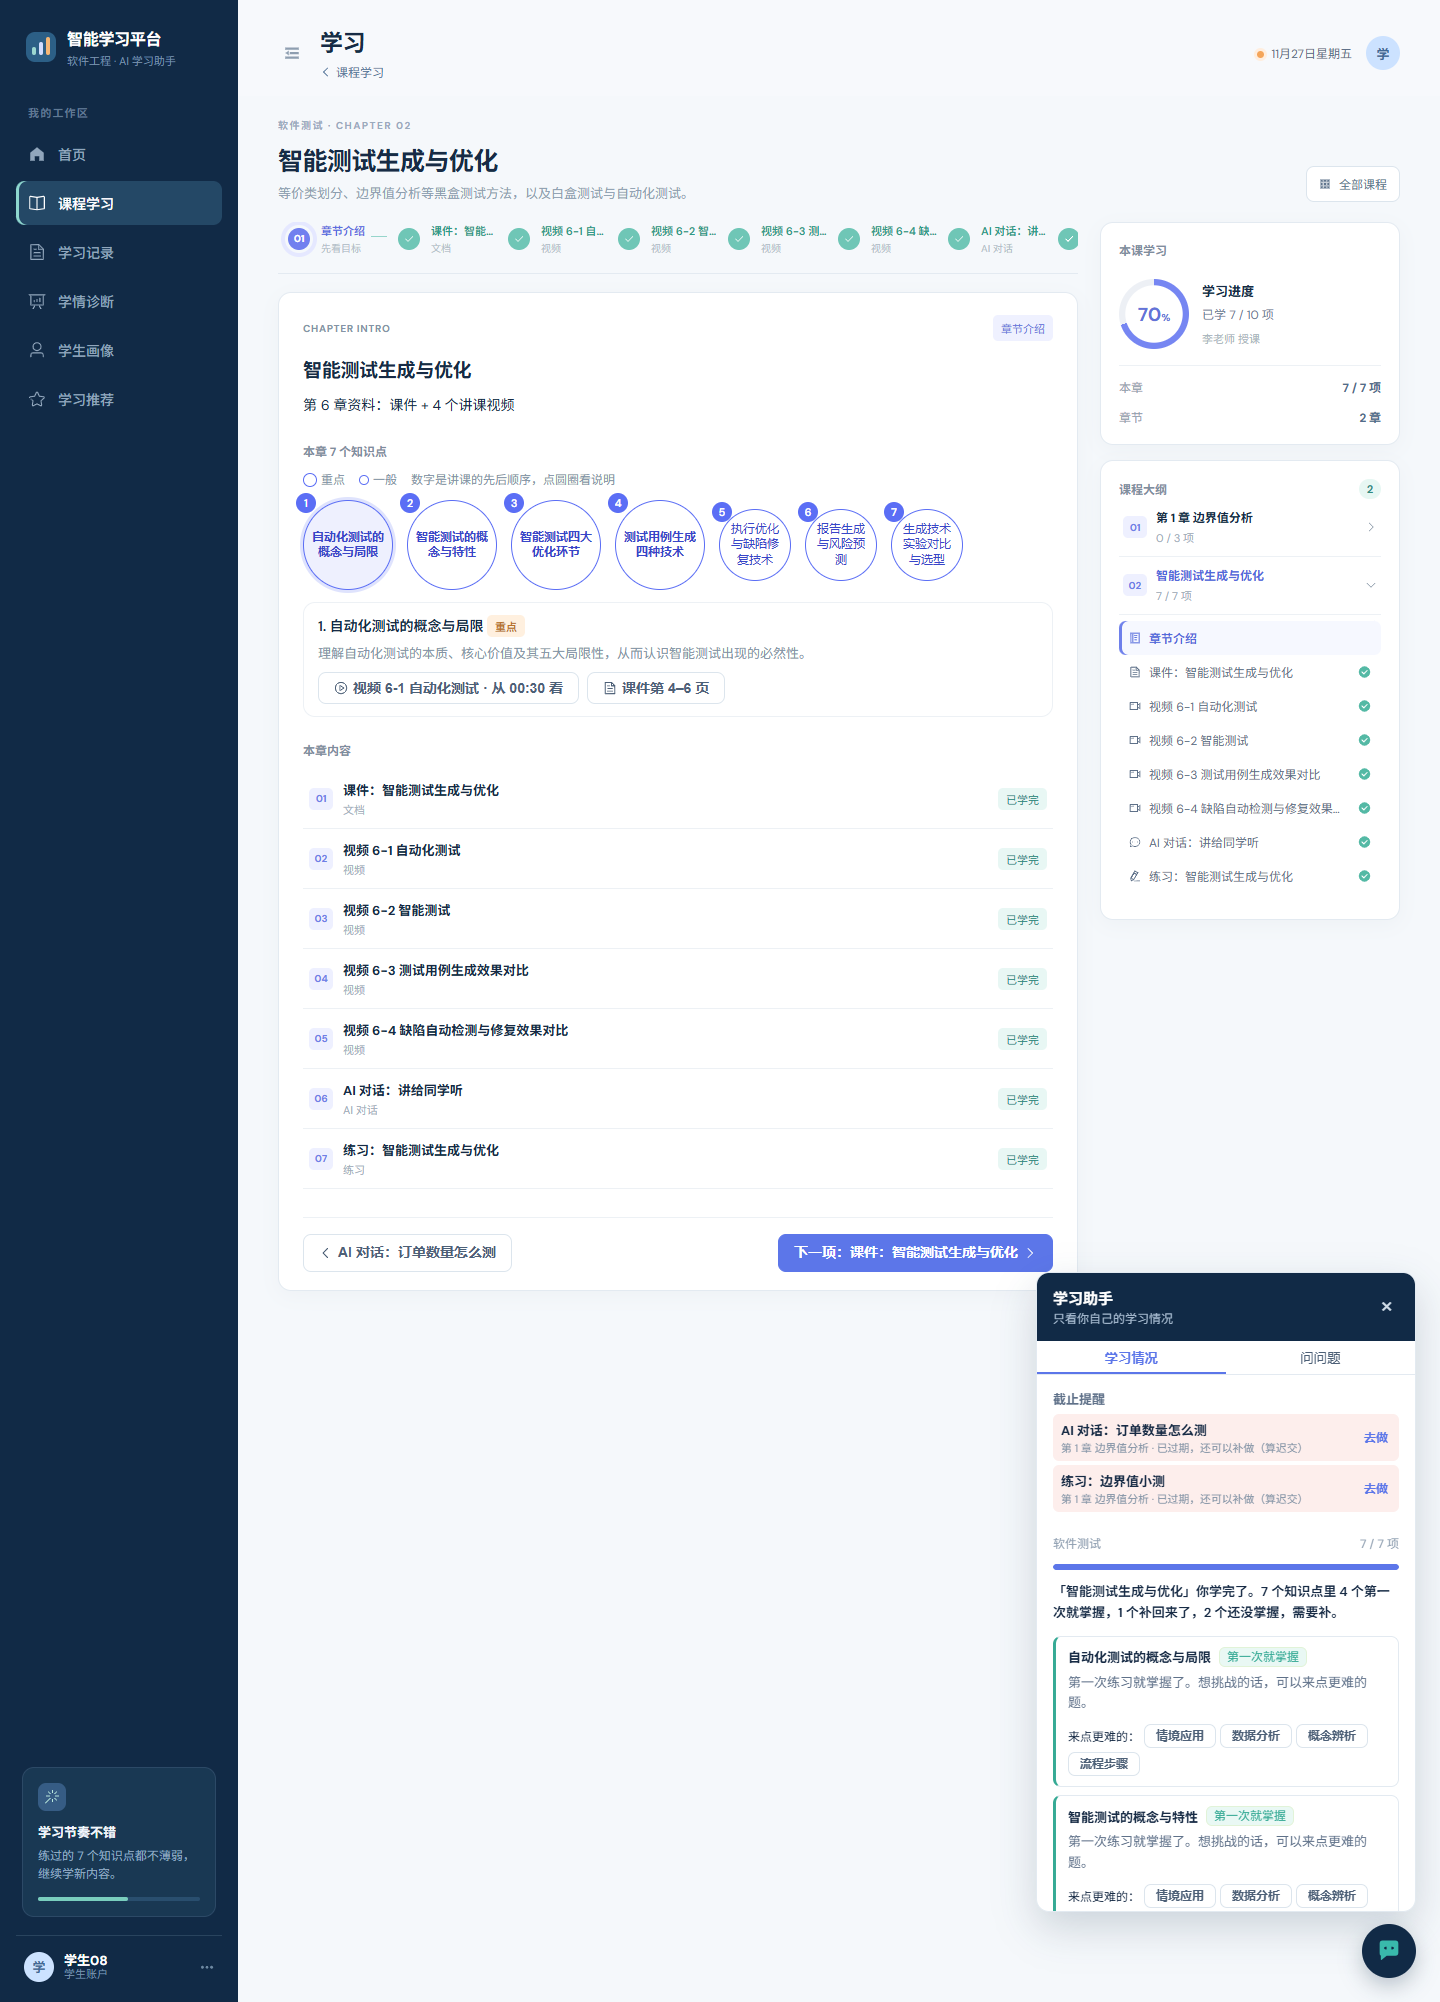 智能学习平台
软件工程 · AI 学习助手
我的工作区
首页
课程学习
学习记录
学情诊断
学生画像
学习推荐
学习节奏不错
练过的 7 个知识点都不薄弱，
继续学新内容。
学
学生08
学生账户
学习
课程学习
11月27日星期五
学
软件测试 · CHAPTER 02
智能测试生成与优化
等价类划分、边界值分析等黑盒测试方法，以及白盒测试与自动化测试。
全部课程
01
章节介绍
先看目标
课件：智能...
文档
视频 6-1 自...
视频
视频 6-2 智...
视频
视频 6-3 测...
视频
视频 6-4 缺...
视频
AI 对话：讲...
AI 对话
CHAPTER INTRO
章节介绍
智能测试生成与优化
第 6 章资料：课件 + 4 个讲课视频
本章 7 个知识点
重点
一般
数字是讲课的先后顺序，点圆圈看说明
1
自动化测试的
概念与局限
2
智能测试的概
念与特性
3
智能测试四大
优化环节
4
测试用例生成
四种技术
5
执行优化
与缺陷修
复技术
6
报告生成
与风险预
测
7
生成技术
实验对比
与选型
1. 自动化测试的概念与局限 重点
理解自动化测试的本质、核心价值及其五大局限性，从而认识智能测试出现的必然性。
视频 6-1 自动化测试 · 从 00:30 看
课件第 4–6 页
本章内容
01
课件：智能测试生成与优化
文档
已学完
02
视频 6-1 自动化测试
视频
已学完
03
视频 6-2 智能测试
视频
已学完
04
视频 6-3 测试用例生成效果对比
视频
已学完
05
视频 6-4 缺陷自动检测与修复效果对比
视频
已学完
06
AI 对话：讲给同学听
AI 对话
已学完
07
练习：智能测试生成与优化
练习
已学完
AI 对话：订单数量怎么测
下一项：课件：智能测试生成与优化
本课学习
70%
学习进度
已学 7 / 10 项
李老师 授课
本章
7 / 7 项
章节
2 章
课程大纲
2
01
第 1 章 边界值分析
0 / 3 项
02
智能测试生成与优化
7 / 7 项
章节介绍
课件：智能测试生成与优化
视频 6-1 自动化测试
视频 6-2 智能测试
视频 6-3 测试用例生成效果对比
视频 6-4 缺陷自动检测与修复效果...
AI 对话：讲给同学听
练习：智能测试生成与优化
学习助手
只看你自己的学习情况
×
学习情况
问问题
截止提醒
AI 对话：订单数量怎么测
第 1 章 边界值分析 · 已过期，还可以补做（算迟交）
去做
练习：边界值小测
第 1 章 边界值分析 · 已过期，还可以补做（算迟交）
去做
软件测试
7 / 7 项
「智能测试生成与优化」你学完了。7 个知识点里 4 个第一
次就掌握，1 个补回来了，2 个还没掌握，需要补。
自动化测试的概念与局限 第一次就掌握
第一次练习就掌握了。想挑战的话，可以来点更难的
题。
来点更难的： 情境应用 数据分析 概念辨析
流程步骤
智能测试的概念与特性 第一次就掌握
第一次练习就掌握了。想挑战的话，可以来点更难的
题。
来点更难的： 情境应用 数据分析 概念辨析